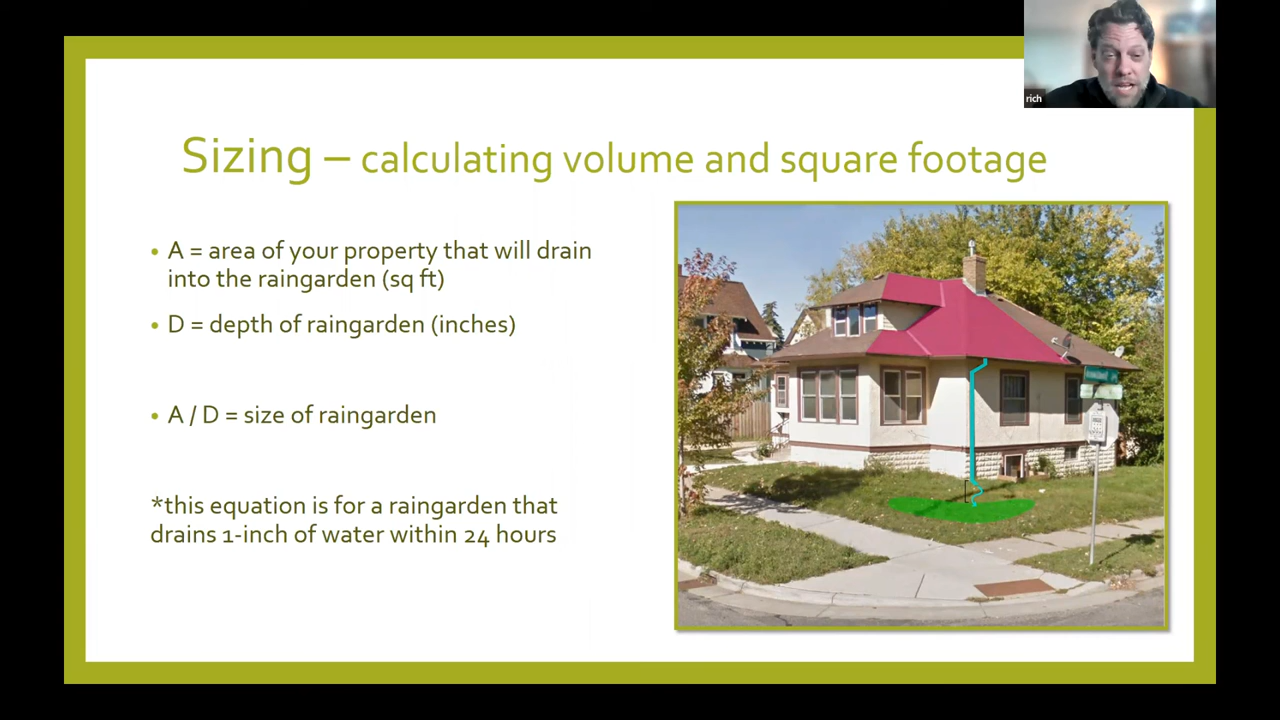 rich
Sizing – calculating volume and square footage
• A = area of your property that will drain
into the raingarden (sq ft)
• D = depth of raingarden (inches)
• A / D = size of raingarden
*this equation is for a raingarden that
drains 1-inch of water within 24 hours